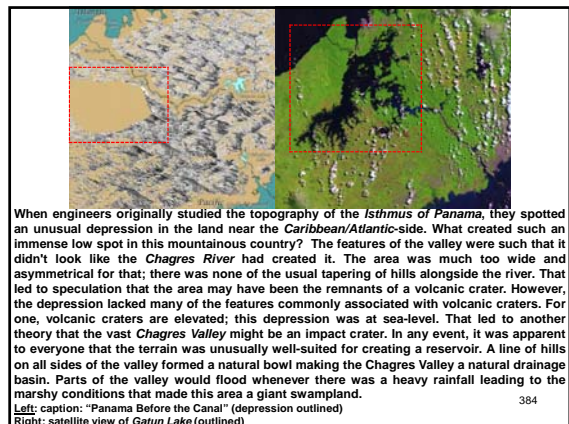 Atlantic
Pacific
When engineers originally studied the topography of the Isthmus of Panama, they spotted
an unusual depression in the land near the Caribbean/Atlantic-side. What created such an
immense low spot in this mountainous country? The features of the valley were such that it
didn't look like the Chagres River had created it. The area was much too wide and
asymmetrical for that; there was none of the usual tapering of hills alongside the river. That
led to speculation that the area may have been the remnants of a volcanic crater. However,
the depression lacked many of the features commonly associated with volcanic craters. For
one, volcanic craters are elevated; this depression was at sea-level. That led to another
theory that the vast Chagres Valley might be an impact crater. In any event, it was apparent
to everyone that the terrain was unusually well-suited for creating a reservoir. A line of hills
on all sides of the valley formed a natural bowl making the Chagres Valley a natural drainage
basin. Parts of the valley would flood whenever there was a heavy rainfall leading to the
marshy conditions that made this area a giant swampland.
384
Left: caption: “Panama Before the Canal” (depression outlined)
Right: satellite view of Gatun Lake (outlined)